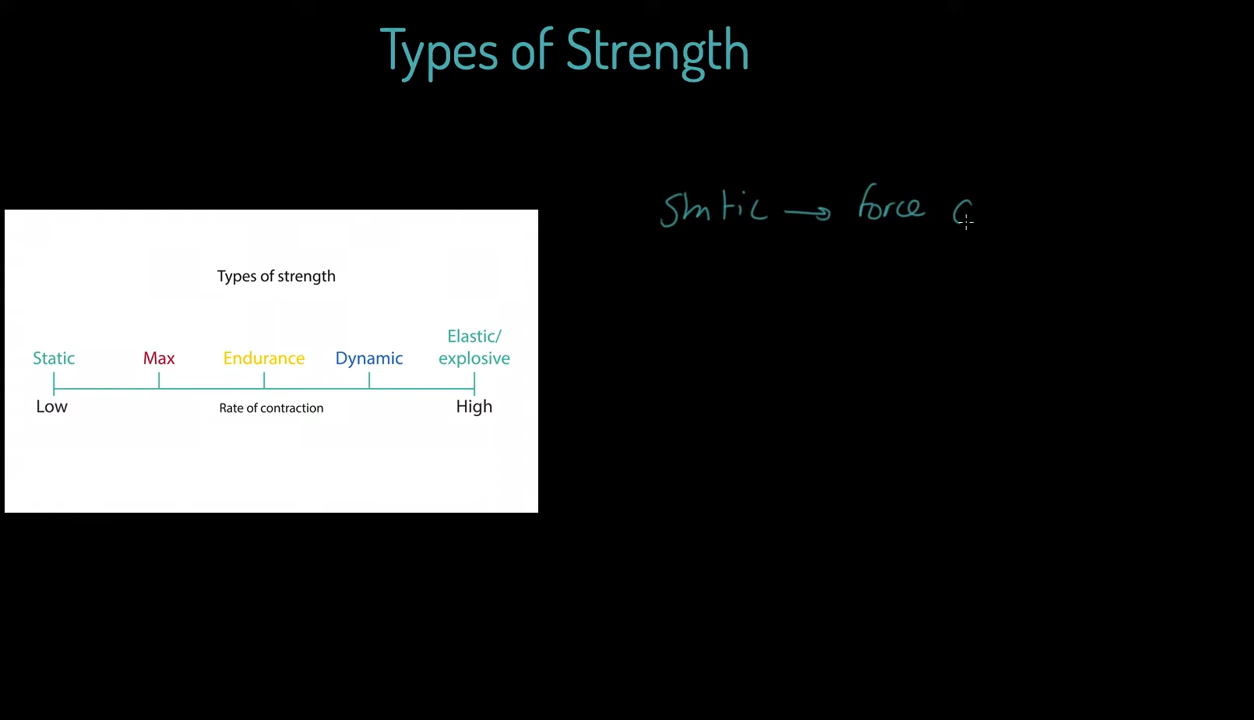 Types of Strength
static → force
Types of strength
Elastic/
Static Max Endurance Dynamic explosive
Low Rate of contraction High